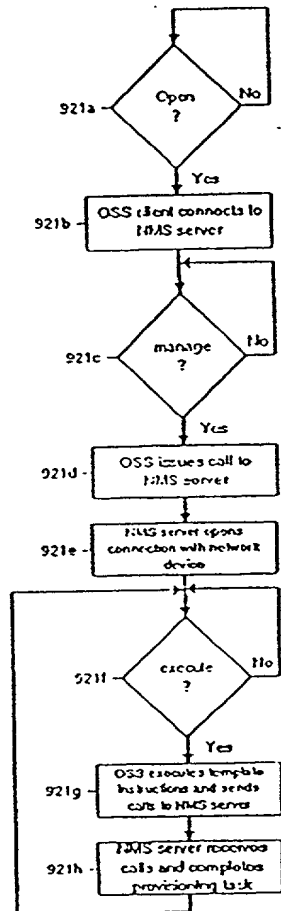 Open
?
No
921a
Yes
OSS client connects to
NMS server
921b
manage
?
No
921c
Yes
OSS issues call to
NMS server
921d
NMS server opens
connection with network
device
921e
execute
?
No
921f
Yes
OSS executes template
instructions and sends
calls to NMS server
921g
NMS server receives
calls and completes
provisioning task
921h